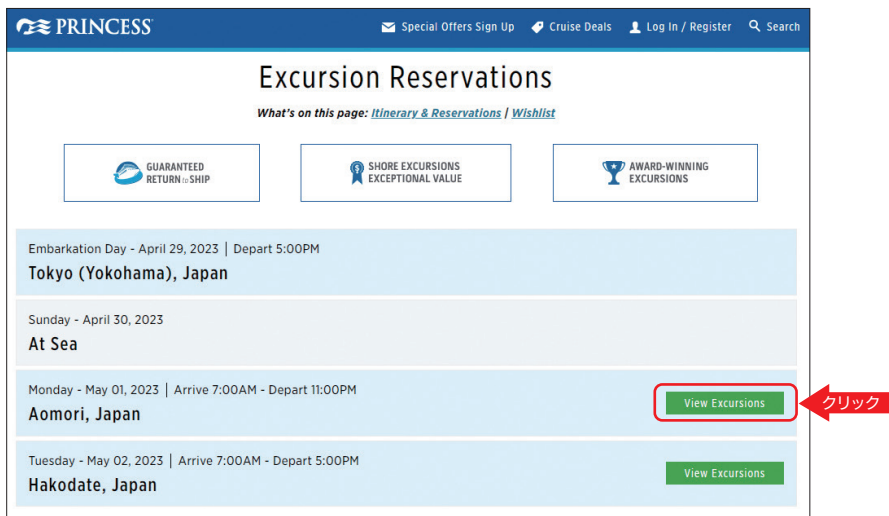 PRINCESS
Special Offers Sign Up
Cruise Deals
Log In / Register
Search
Excursion Reservations
What's on this page: Itinerary & Reservations | Wishlist
GUARANTEED
RETURN to SHIP
SHORE EXCURSIONS
EXCEPTIONAL VALUE
AWARD-WINNING
EXCURSIONS
Embarkation Day - April 29, 2023 | Depart 5:00PM
Tokyo (Yokohama), Japan
Sunday - April 30, 2023
At Sea
Monday - May 01, 2023 | Arrive 7:00AM - Depart 11:00PM
Aomori, Japan
View Excursions
クリック
Tuesday - May 02, 2023 | Arrive 7:00AM - Depart 5:00PM
Hakodate, Japan
View Excursions